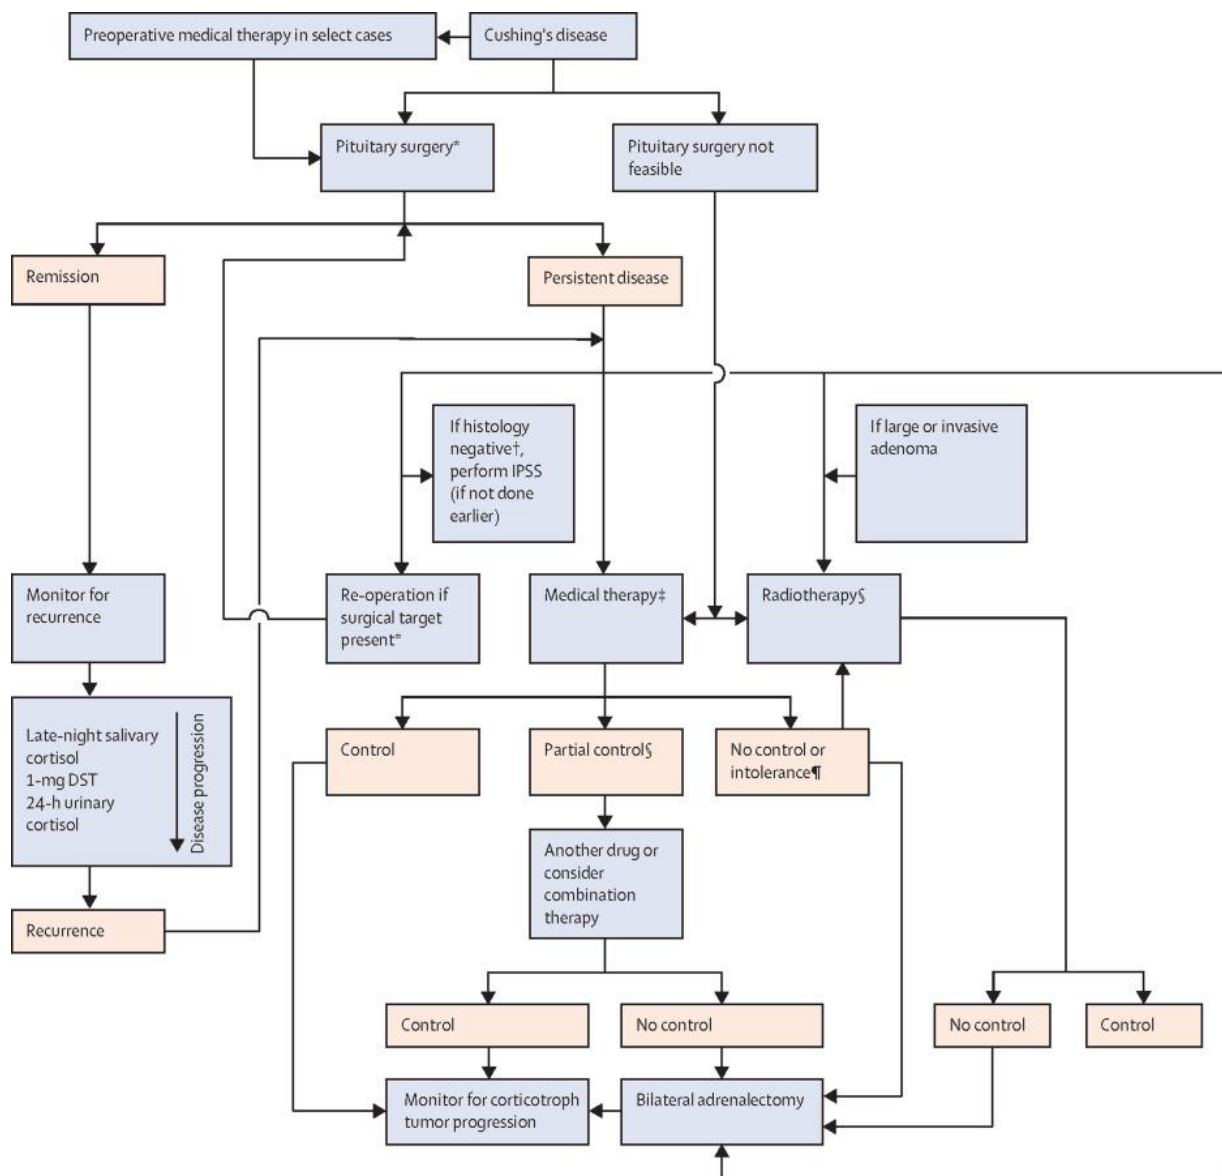 Preoperative medical therapy in select cases
Cushing's disease
Pituitary surgery*
Pituitary surgery not
feasible
Remission
Persistent disease
If histology
negative†,
perform IPSS
(if not done
earlier)
If large or invasive
adenoma
Monitor for
recurrence
Re-operation if
surgical target
present*
Medical therapy‡
Radiotherapy§
Late-night salivary
cortisol
1-mg DST
24-h urinary
cortisol
Disease progression
Control
Partial control§
No control or
intolerance¶
Another drug or
consider
combination
therapy
Recurrence
Control
No control
No control
Control
Monitor for corticotroph
tumor progression
Bilateral adrenalectomy